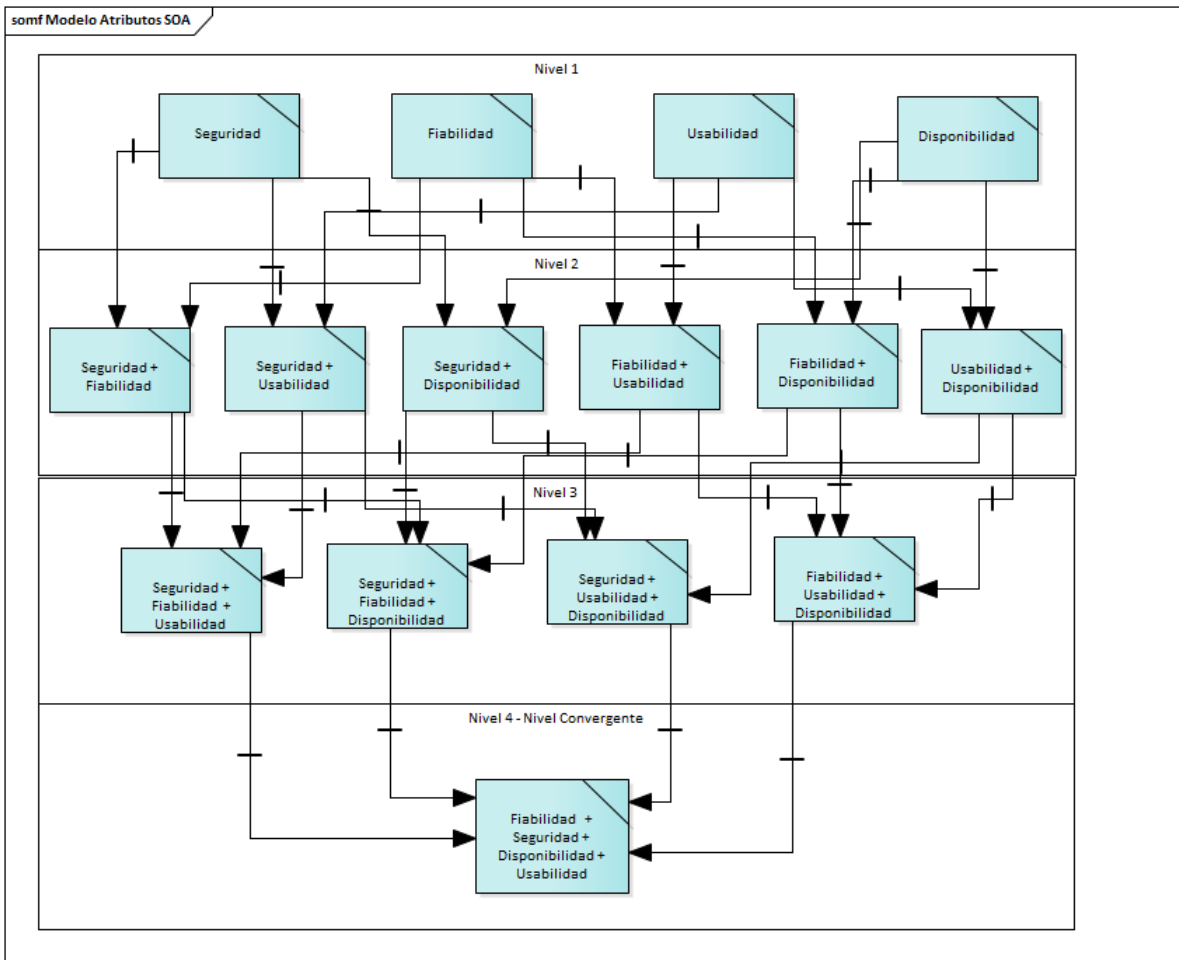 somf Modelo Atributos SOA
Nivel 1
Seguridad
Fiabilidad
Usabilidad
Disponibilidad
Nivel 2
Seguridad +
Fiabilidad
Seguridad +
Usabilidad
Seguridad +
Disponibilidad
Fiabilidad +
Usabilidad
Fiabilidad +
Disponibilidad
Usabilidad +
Disponibilidad
Nivel 3
Seguridad +
Fiabilidad +
Usabilidad
Seguridad +
Fiabilidad +
Disponibilidad
Seguridad +
Usabilidad +
Disponibilidad
Fiabilidad +
Usabilidad +
Disponibilidad
Nivel 4 - Nivel Convergente
Fiabilidad +
Seguridad +
Disponibilidad +
Usabilidad